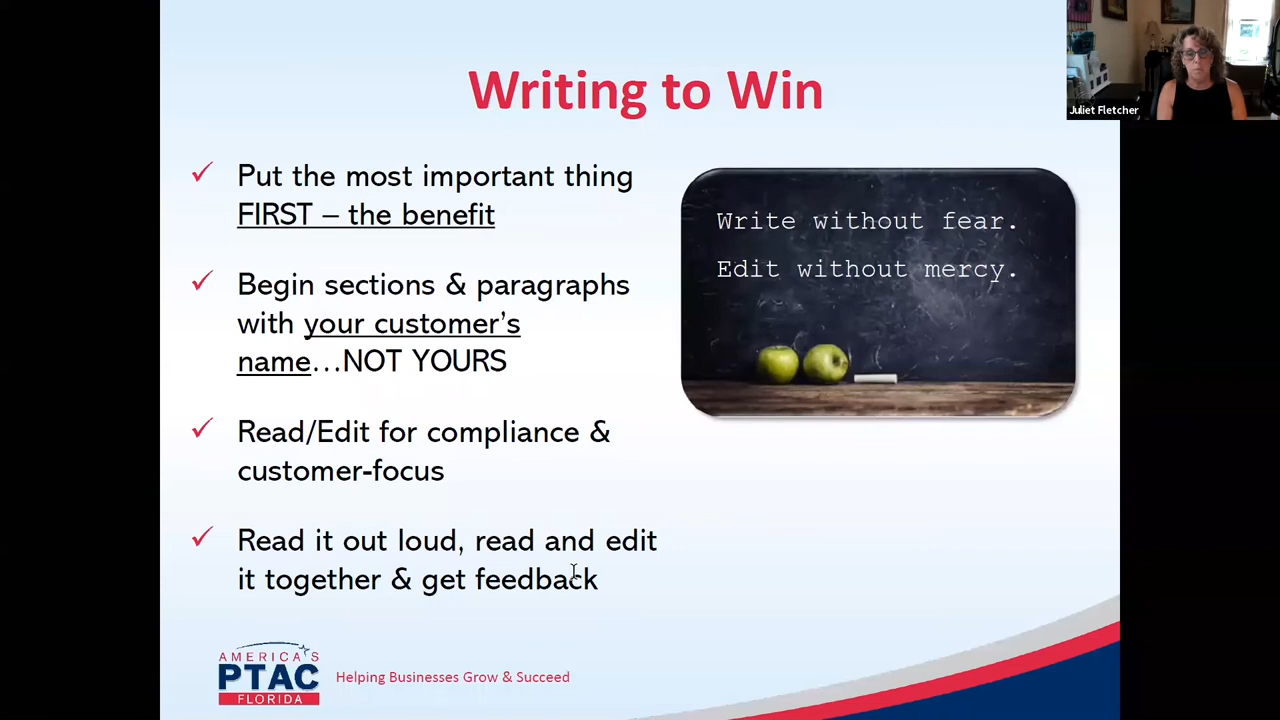 Writing to Win
Put the most important thing
FIRST – the benefit
Begin sections & paragraphs
with your customer's
name…NOT YOURS
Read/Edit for compliance &
customer-focus
Read it out loud, read and edit
it together & get feedback
Write without fear.
Edit without mercy.
Juliet Fletcher
AMERICA'S
PTAC
FLORIDA
Helping Businesses Grow & Succeed